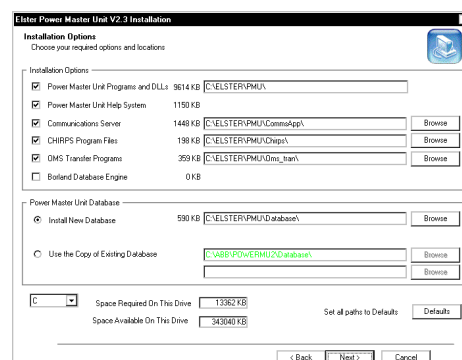 Elster Power Master Unit V2.3 Installation
Installation Options
Choose your required options and locations
Installation Options
Power Master Unit Programs and DLLs 9614 KB C:\ELSTER\PMU\
Power Master Unit Help System 1150 KB
Communications Server 1448 KB C:\ELSTER\PMU\CommsApp\ Browse
CHIRPS Program Files 198 KB C:\ELSTER\PMU\Chirps\ Browse
OMS Transfer Programs 359 KB C:\ELSTER\PMU\Oms_tran\ Browse
Borland Database Engine 0 KB
Power Master Unit Database
Install New Database 590 KB C:\ELSTER\PMU\Database\ Browse
Use the Copy of Existing Database C:\ABB\POWERMU2\Database\ Browse
Browse
C Space Required On This Drive 13362 KB
Set all paths to Defaults Defaults
Space Available On This Drive 343040 KB
< Back Next > Cancel